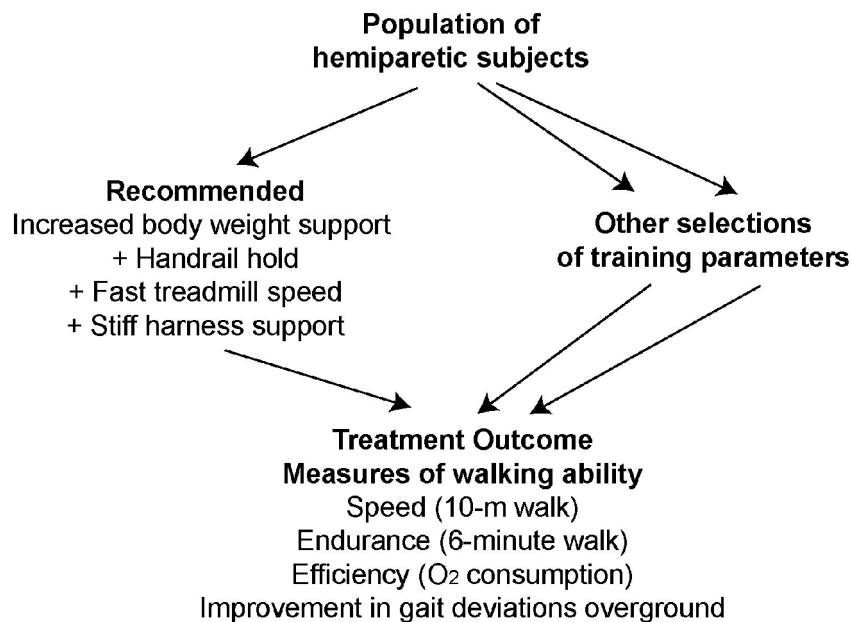 Population of
hemiparetic subjects
Recommended
Increased body weight support
+ Handrail hold
+ Fast treadmill speed
+ Stiff harness support
Other selections
of training parameters
Treatment Outcome
Measures of walking ability
Speed (10-m walk)
Endurance (6-minute walk)
Efficiency (O₂ consumption)
Improvement in gait deviations overground